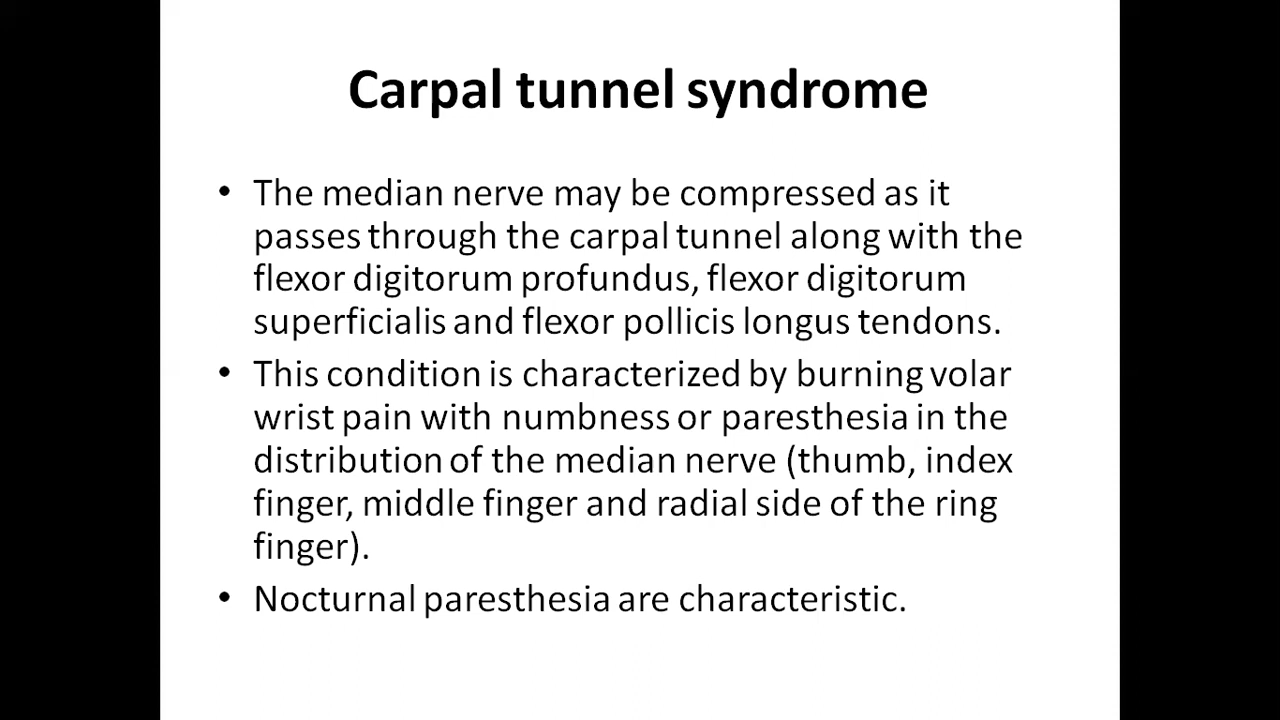 Carpal tunnel syndrome
• The median nerve may be compressed as it
passes through the carpal tunnel along with the
flexor digitorum profundus, flexor digitorum
superficialis and flexor pollicis longus tendons.
• This condition is characterized by burning volar
wrist pain with numbness or paresthesia in the
distribution of the median nerve (thumb, index
finger, middle finger and radial side of the ring
finger).
• Nocturnal paresthesia are characteristic.